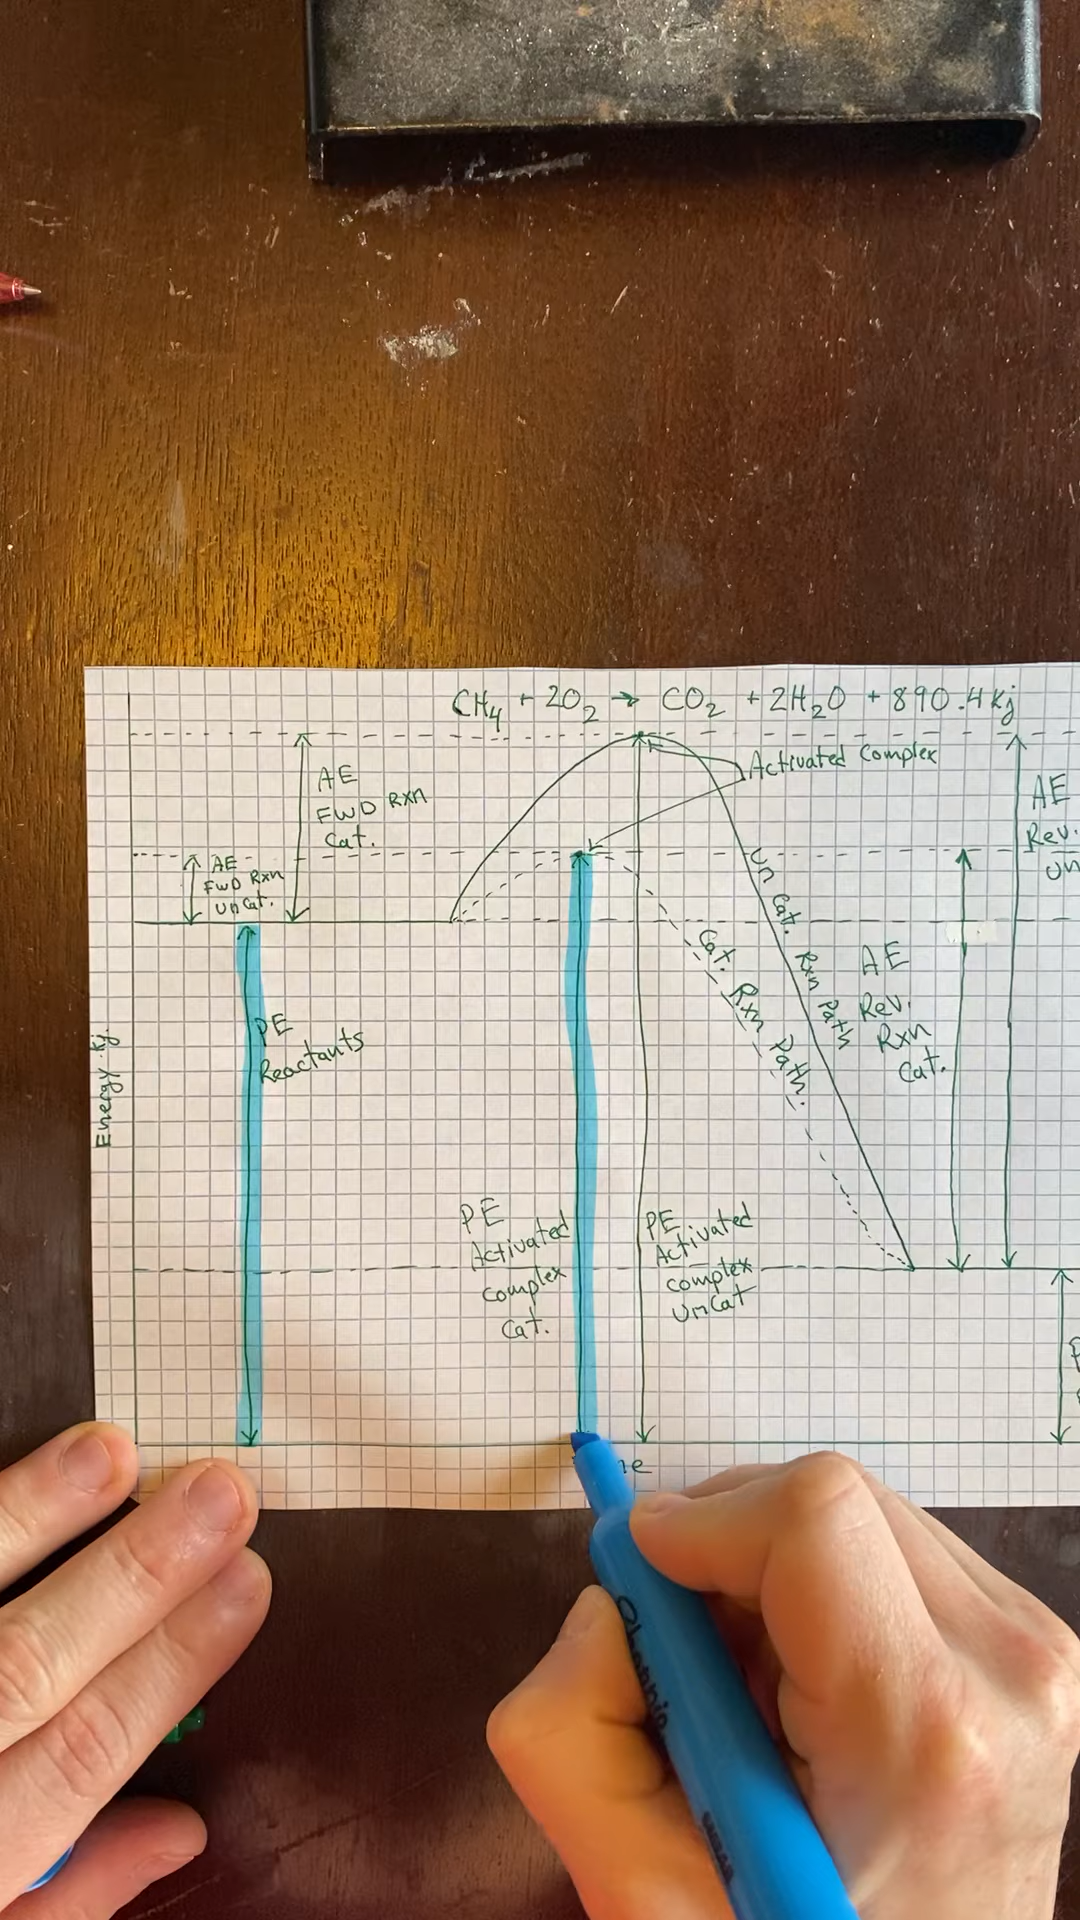 CH4 + 2O2 → CO2 + 2H2O + 890.4 kj
Activated Complex
AE
FWD Rxn
Cat.
AE
FWD Rxn
Uncat.
AE
Rev.
Un Cat. Rxn Path
Cat. Rxn Path.
AE
Rev.
Rxn
Cat.
PE
Reactants
Energy kj
PE
Activated
Complex
Cat.
PE
Activated
complex
UnCat
Sharpie